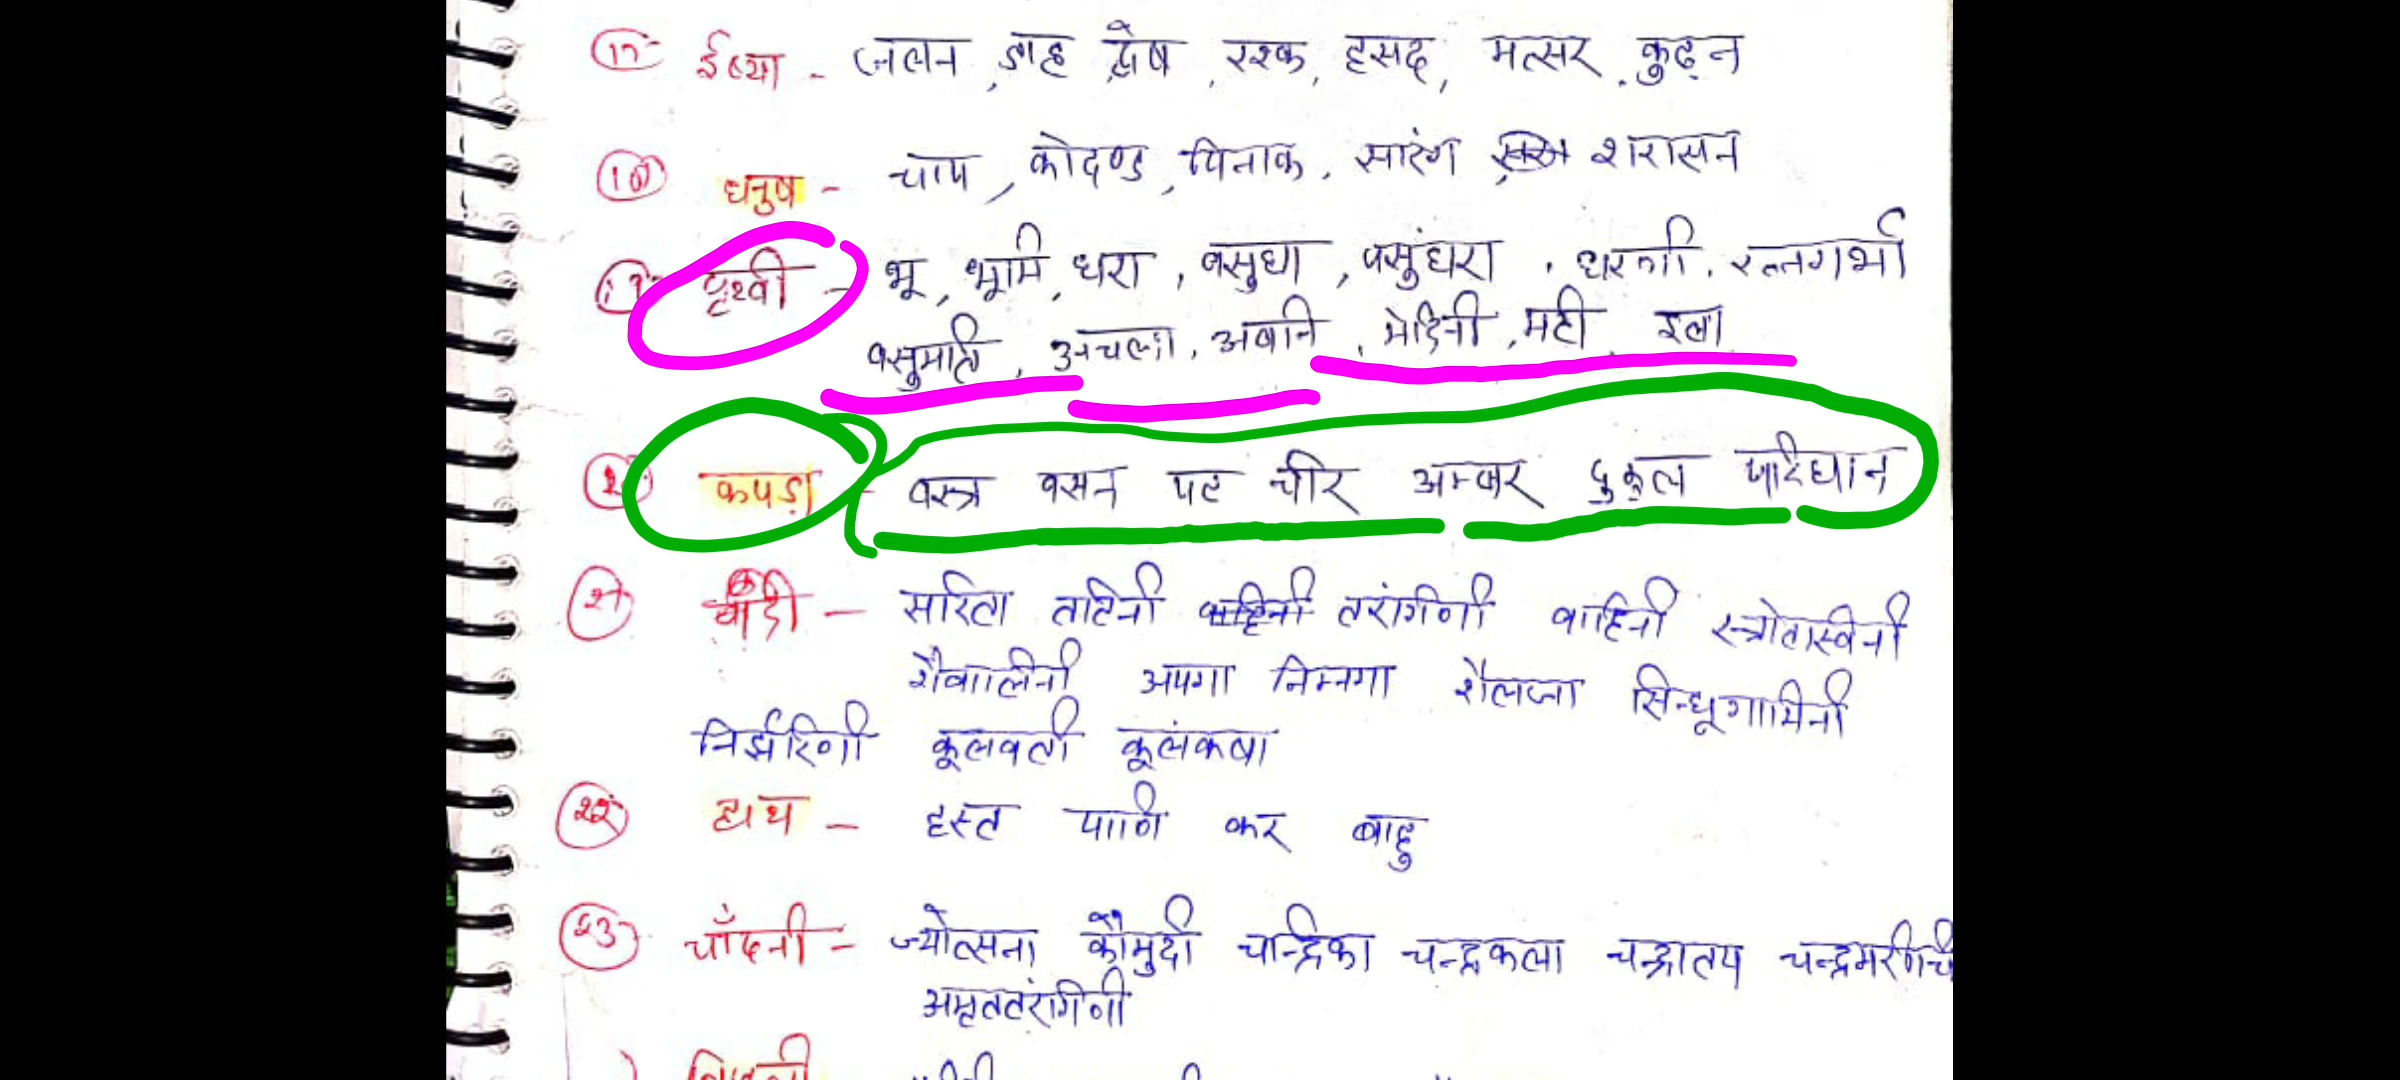 (17) ईर्ष्या - जलन, डाह, द्वेष, रश्क, हसद, मत्सर, कुढ़न
(18) धनुष - चाप, कोदण्ड, पिनाक, सारंग शरासन
(19) पृथ्वी - भू, भूमि, धरा, वसुधा, वसुंधरा, धरणी, रत्नगर्भा
वसुमति, अचला, अवनि, मेदिनी, मही, इला
(20) कपड़ा - वस्त्र वसन पट चीर अम्बर दुकुल परिधान
(21) सरिता तटिनी वाहिनी तरंगिणी वाहिनी स्त्रोतस्विनी
शैवालिनी अपगा निम्नगा शैलजा सिन्धूगामिनी
निर्झरिणी कूलवती कूलंकषा
(22) हाथ - हस्त पाणि कर बाहु
(23) चाँदनी - ज्योत्सना कौमुदी चन्द्रिका चन्द्रकला चन्द्रातप चन्द्रमरीचि
अमृततरंगिणी